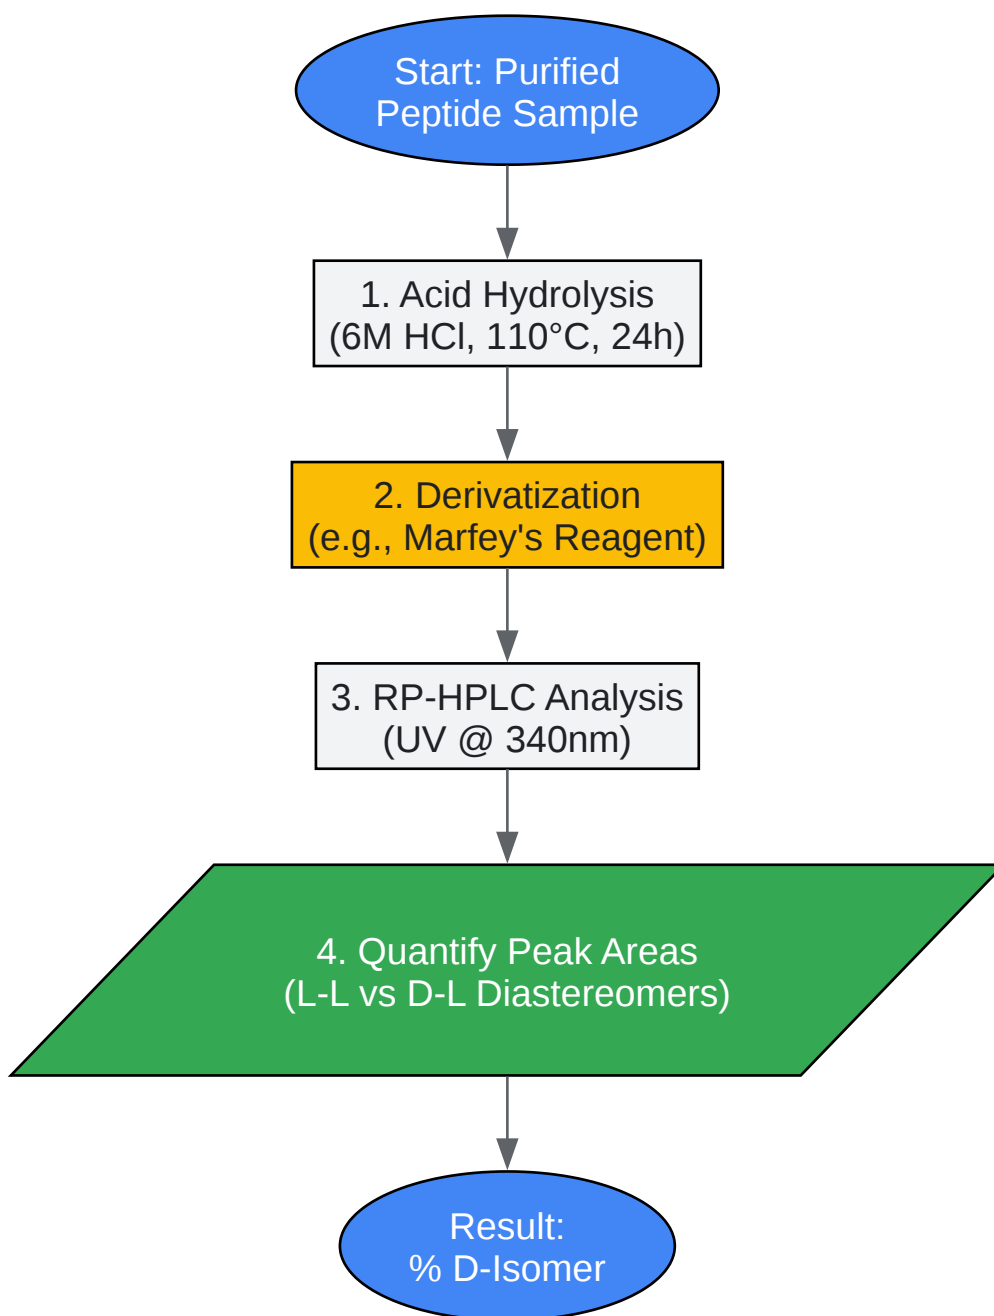 Start: Purified
Peptide Sample
1. Acid Hydrolysis
(6M HCl, 110°C, 24h)
2. Derivatization
(e.g., Marfey's Reagent)
3. RP-HPLC Analysis
(UV @ 340nm)
4. Quantify Peak Areas
(L-L vs D-L Diastereomers)
Result:
% D-Isomer